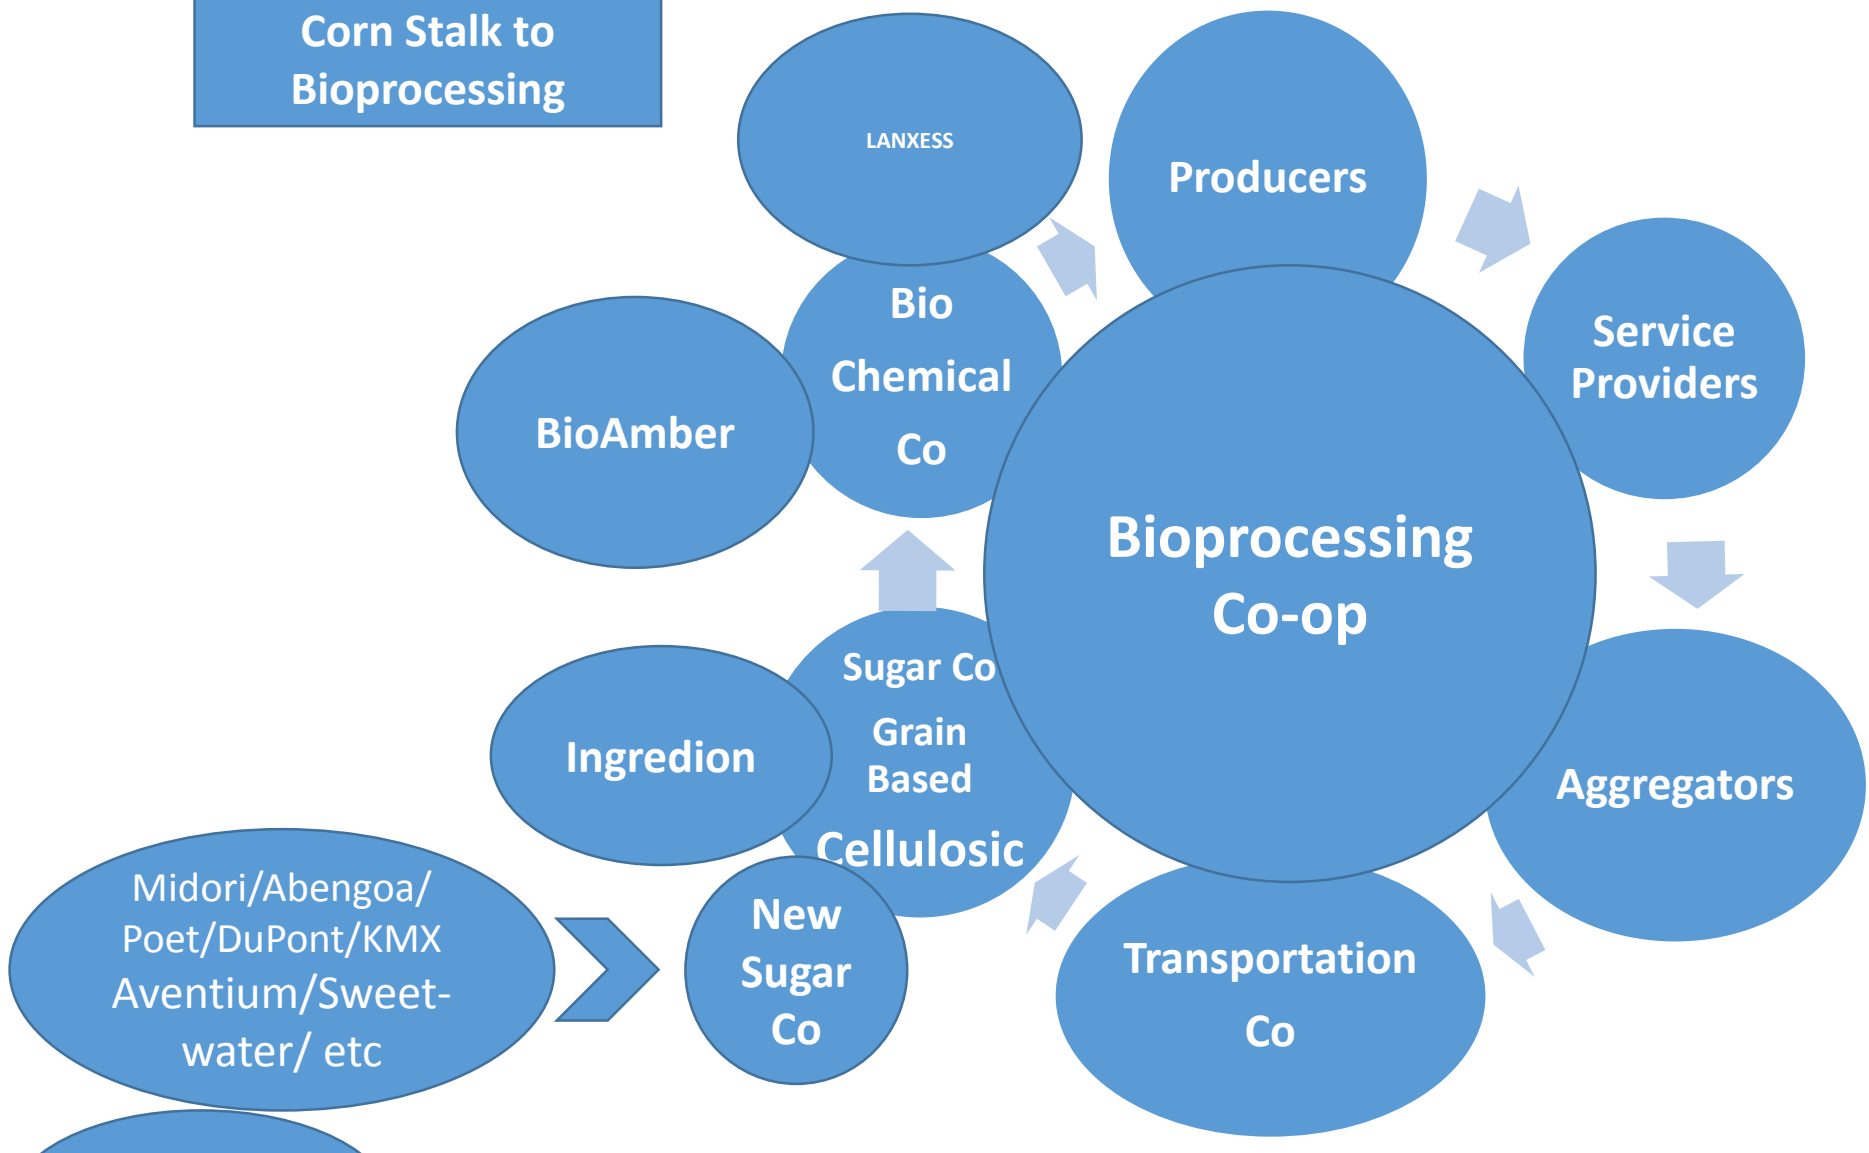 Corn Stalk to
Bioprocessing
LANXESS
Producers
Service
Providers
Bio
Chemical
Co
BioAmber
Bioprocessing
Co-op
Sugar Co
Grain
Based
Cellulosic
Ingredion
Aggregators
Midori/Abengoa/
Poet/DuPont/KMX
Aventium/Sweet-
water/ etc
New
Sugar
Co
Transportation
Co